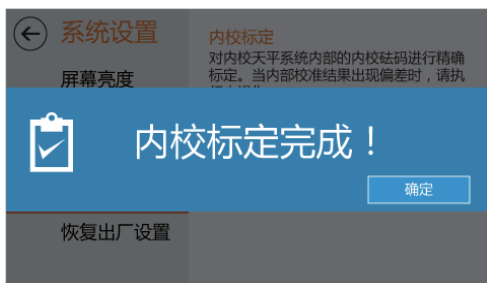 系统设置
内校标定
对内校天平系统内部的内校砝码进行精确
标定。当内部校准结果出现偏差时，请执
屏幕亮度
内校标定完成！
确定
恢复出厂设置